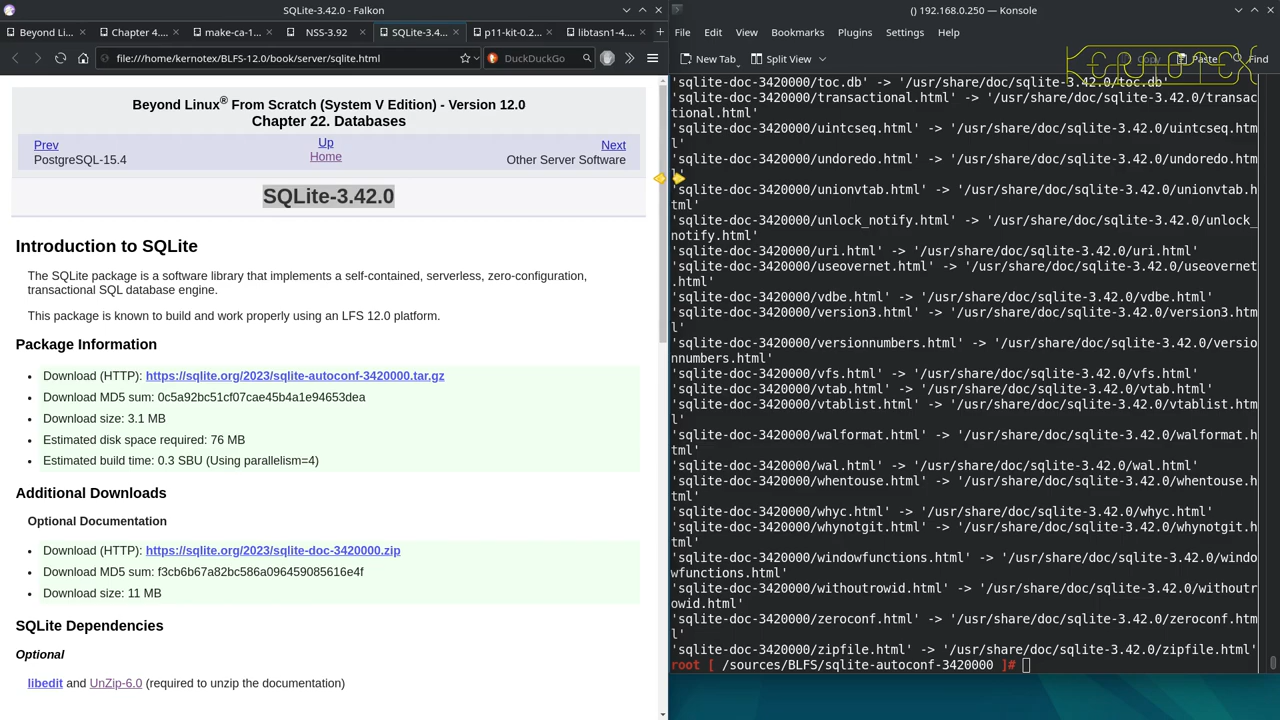 SQLite-3.42.0 - Falkon
Beyond Li... Chapter 4.... make-ca-1... NSS-3.92 SQLite-3.4... p11-kit-0.2... libtasn1-4....
file:///home/kernotex/BLFS-12.0/book/server/sqlite.html
DuckDuckGo
Beyond Linux® From Scratch (System V Edition) - Version 12.0
Chapter 22. Databases
Prev Up Next
PostgreSQL-15.4 Home Other Server Software
SQLite-3.42.0
Introduction to SQLite
The SQLite package is a software library that implements a self-contained, serverless, zero-configuration,
transactional SQL database engine.
This package is known to build and work properly using an LFS 12.0 platform.
Package Information
• Download (HTTP): https://sqlite.org/2023/sqlite-autoconf-3420000.tar.gz
• Download MD5 sum: 0c5a92bc51cf07cae45b4a1e94653dea
• Download size: 3.1 MB
• Estimated disk space required: 76 MB
• Estimated build time: 0.3 SBU (Using parallelism=4)
Additional Downloads
Optional Documentation
• Download (HTTP): https://sqlite.org/2023/sqlite-doc-3420000.zip
• Download MD5 sum: f3cb6b67a82bc586a096459085616e4f
• Download size: 11 MB
SQLite Dependencies
Optional
libedit and UnZip-6.0 (required to unzip the documentation)
() 192.168.0.250 — Konsole
File Edit View Bookmarks Plugins Settings Help
New Tab Split View Copy Paste Find
KERNOTEX
'sqlite-doc-3420000/toc.db' -> '/usr/share/doc/sqlite-3.42.0/toc.db'
'sqlite-doc-3420000/transactional.html' -> '/usr/share/doc/sqlite-3.42.0/transac
tional.html'
'sqlite-doc-3420000/uintcseq.html' -> '/usr/share/doc/sqlite-3.42.0/uintcseq.htm
l'
'sqlite-doc-3420000/undoredo.html' -> '/usr/share/doc/sqlite-3.42.0/undoredo.htm
l'
'sqlite-doc-3420000/unionvtab.html' -> '/usr/share/doc/sqlite-3.42.0/unionvtab.h
tml'
'sqlite-doc-3420000/unlock_notify.html' -> '/usr/share/doc/sqlite-3.42.0/unlock_
notify.html'
'sqlite-doc-3420000/uri.html' -> '/usr/share/doc/sqlite-3.42.0/uri.html'
'sqlite-doc-3420000/useovernet.html' -> '/usr/share/doc/sqlite-3.42.0/useovernet
.html'
'sqlite-doc-3420000/vdbe.html' -> '/usr/share/doc/sqlite-3.42.0/vdbe.html'
'sqlite-doc-3420000/version3.html' -> '/usr/share/doc/sqlite-3.42.0/version3.htm
l'
'sqlite-doc-3420000/versionnumbers.html' -> '/usr/share/doc/sqlite-3.42.0/versio
nnumbers.html'
'sqlite-doc-3420000/vfs.html' -> '/usr/share/doc/sqlite-3.42.0/vfs.html'
'sqlite-doc-3420000/vtab.html' -> '/usr/share/doc/sqlite-3.42.0/vtab.html'
'sqlite-doc-3420000/vtablist.html' -> '/usr/share/doc/sqlite-3.42.0/vtablist.htm
l'
'sqlite-doc-3420000/walformat.html' -> '/usr/share/doc/sqlite-3.42.0/walformat.h
tml'
'sqlite-doc-3420000/wal.html' -> '/usr/share/doc/sqlite-3.42.0/wal.html'
'sqlite-doc-3420000/whentouse.html' -> '/usr/share/doc/sqlite-3.42.0/whentouse.h
tml'
'sqlite-doc-3420000/whyc.html' -> '/usr/share/doc/sqlite-3.42.0/whyc.html'
'sqlite-doc-3420000/whynotgit.html' -> '/usr/share/doc/sqlite-3.42.0/whynotgit.h
tml'
'sqlite-doc-3420000/windowfunctions.html' -> '/usr/share/doc/sqlite-3.42.0/windo
wfunctions.html'
'sqlite-doc-3420000/withoutrowid.html' -> '/usr/share/doc/sqlite-3.42.0/withoutr
owid.html'
'sqlite-doc-3420000/zeroconf.html' -> '/usr/share/doc/sqlite-3.42.0/zeroconf.htm
l'
'sqlite-doc-3420000/zipfile.html' -> '/usr/share/doc/sqlite-3.42.0/zipfile.html'
root [ /sources/BLFS/sqlite-autoconf-3420000 ]#